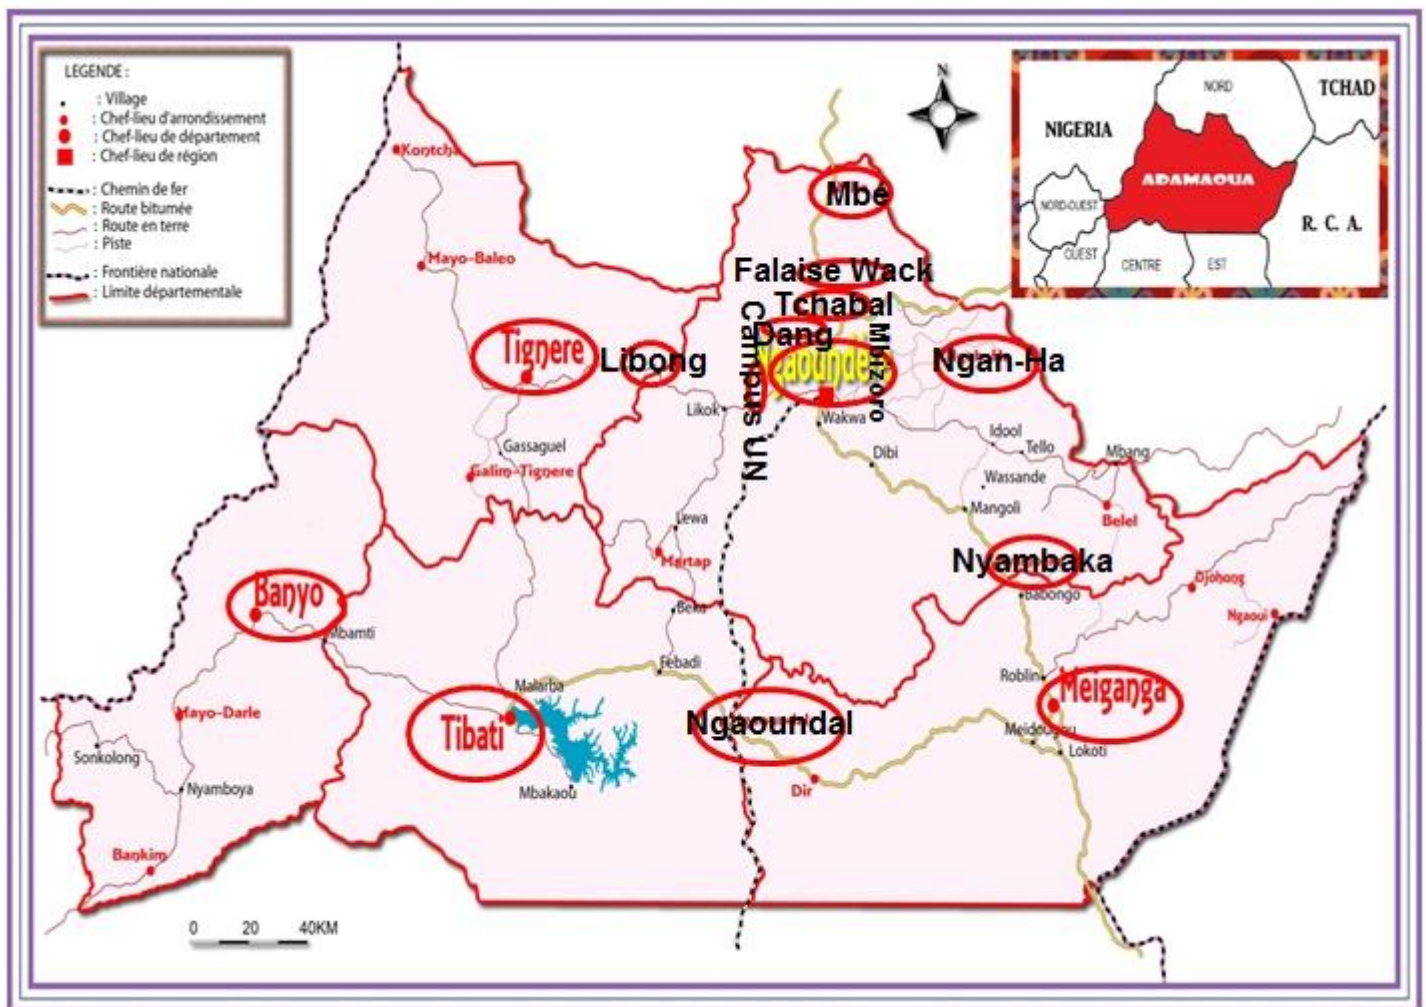 LEGENDE :
: Village
: Chef-lieu d'arrondissement
: Chef-lieu de département
: Chef-lieu de région
: Chemin de fer
: Route bitumée
: Route en terre
: Piste
: Frontière nationale
: Limite départementale
N
NORD
TCHAD
NIGERIA
ADAMAOUA
NORD-OUEST
R. C. A.
OUEST
CENTRE
EST
Kontcha
Mbé
Mayo-Baleo
Falaise Wack
Tchabal
Dang
Campus UN
Mbizoro
Tignere
Libong
Ngan-Ha
Likok
Wakwa
Idool
Tello
Mbang
Gassaguel
Dibi
Galim-Tignere
Wassande
Mangoli
Belel
Lewa
Martap
Nyambaka
Djohong
Banyo
Babongo
Beka
Ngaoui
Mbamti
Febadi
Roblin
Malarba
Meiganga
Mayo-Darle
Tibati
Ngaoundal
Meidougou
Lokoti
Sonkolong
Nyamboya
Mbakaou
Dir
Bankim
0 20 40KM